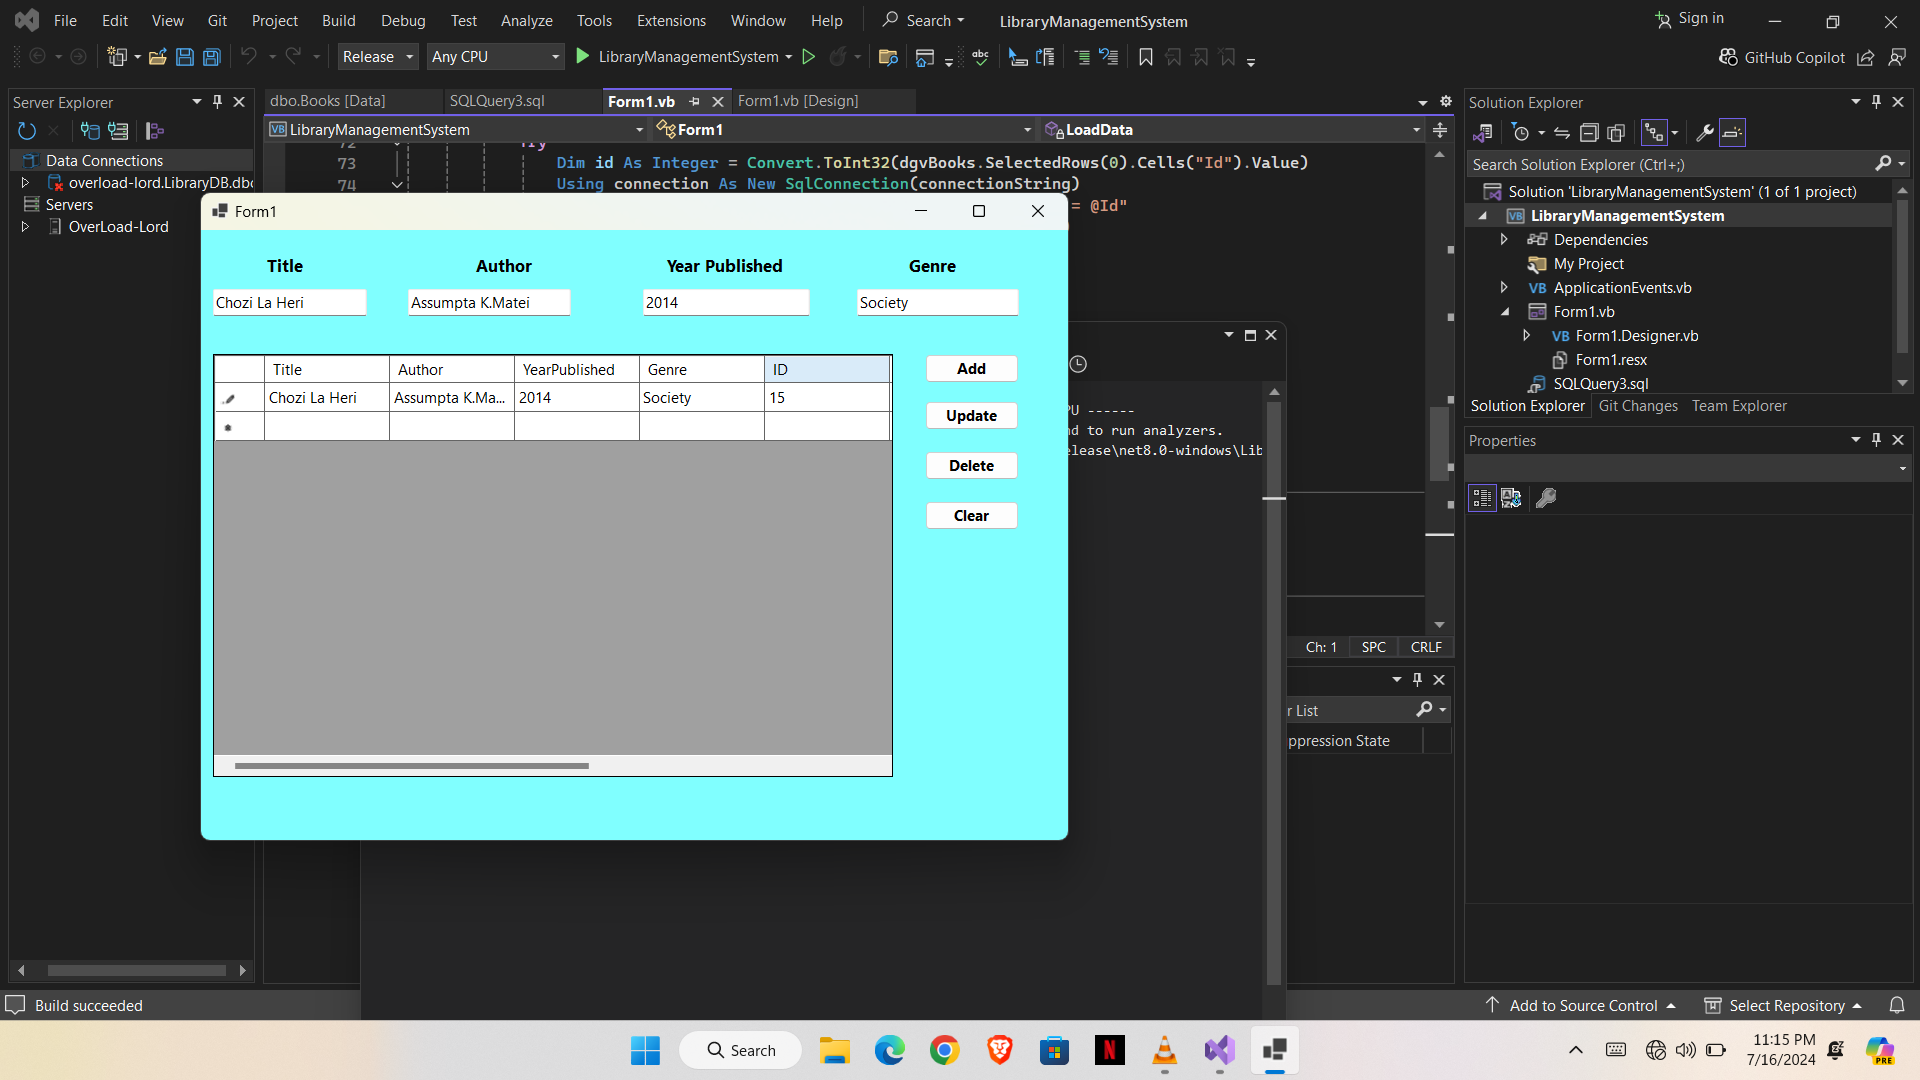 File Edit View Git Project Build Debug Test Analyze Tools Extensions Window Help Search LibraryManagementSystem Sign in
Release Any CPU LibraryManagementSystem GitHub Copilot
Server Explorer
Data Connections
overload-lord.LibraryDB.dbo
Servers
OverLoad-Lord
dbo.Books [Data] SQLQuery3.sql Form1.vb Form1.vb [Design]
LibraryManagementSystem Form1 LoadData
72 Try
73 Dim id As Integer = Convert.ToInt32(dgvBooks.SelectedRows(0).Cells("Id").Value)
74 Using connection As New SqlConnection(connectionString)
= @Id"
Form1
Title Author Year Published Genre
Chozi La Heri Assumpta K.Matei 2014 Society
Title Author YearPublished Genre ID
Chozi La Heri Assumpta K.Ma... 2014 Society 15
Add
Update
Delete
Clear
PU ------
nd to run analyzers.
elease\net8.0-windows\Lib
Ch: 1 SPC CRLF
r List
ppression State
Solution Explorer
Search Solution Explorer (Ctrl+;)
Solution 'LibraryManagementSystem' (1 of 1 project)
LibraryManagementSystem
Dependencies
My Project
VB ApplicationEvents.vb
Form1.vb
VB Form1.Designer.vb
Form1.resx
SQLQuery3.sql
Solution Explorer Git Changes Team Explorer
Properties
Build succeeded
Add to Source Control Select Repository
Search
11:15 PM
7/16/2024
PRE